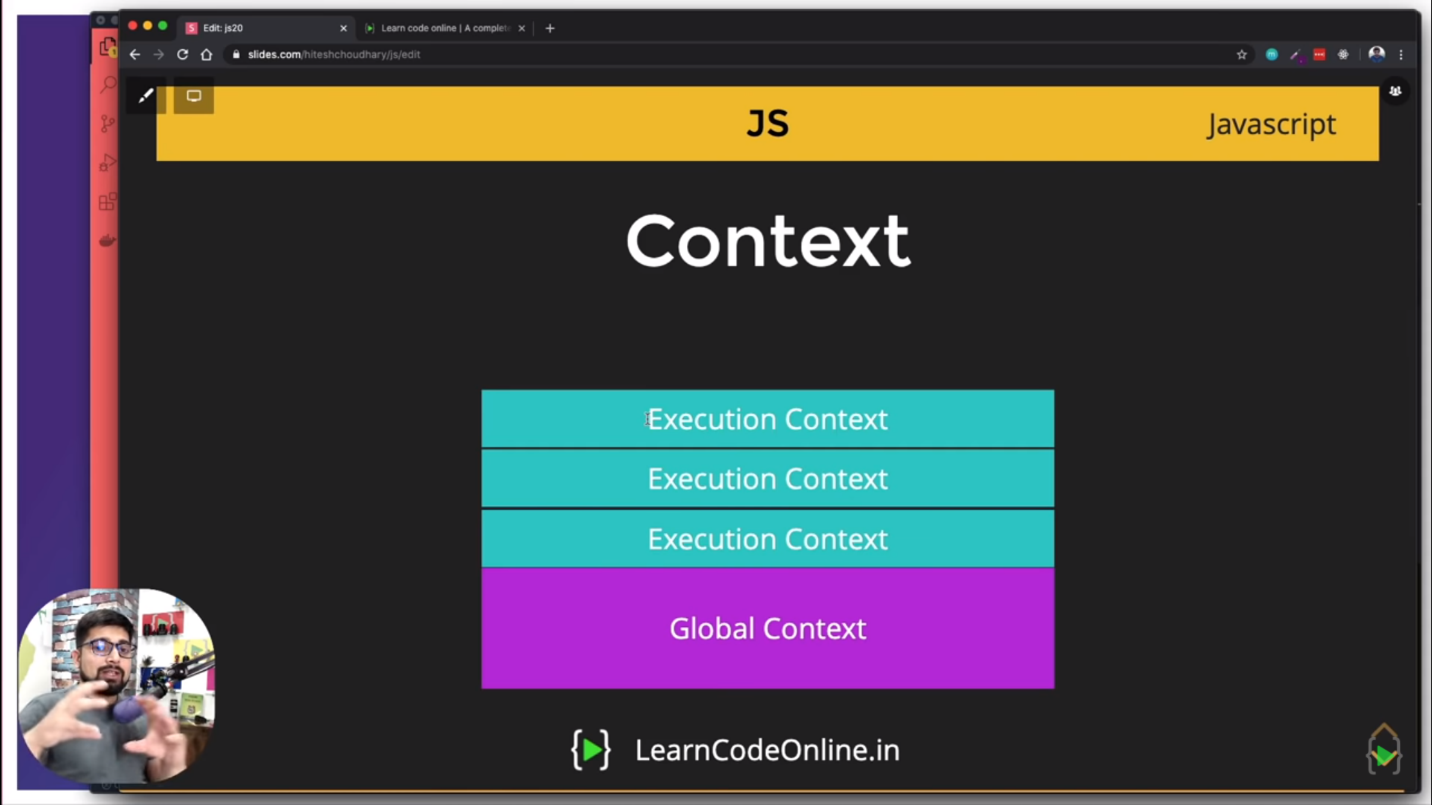 Edit: js20
Learn code online | A complete
slides.com/hiteshchoudhary/js/edit
JS
Javascript
Context
Execution Context
Execution Context
Execution Context
Global Context
LearnCodeOnline.in